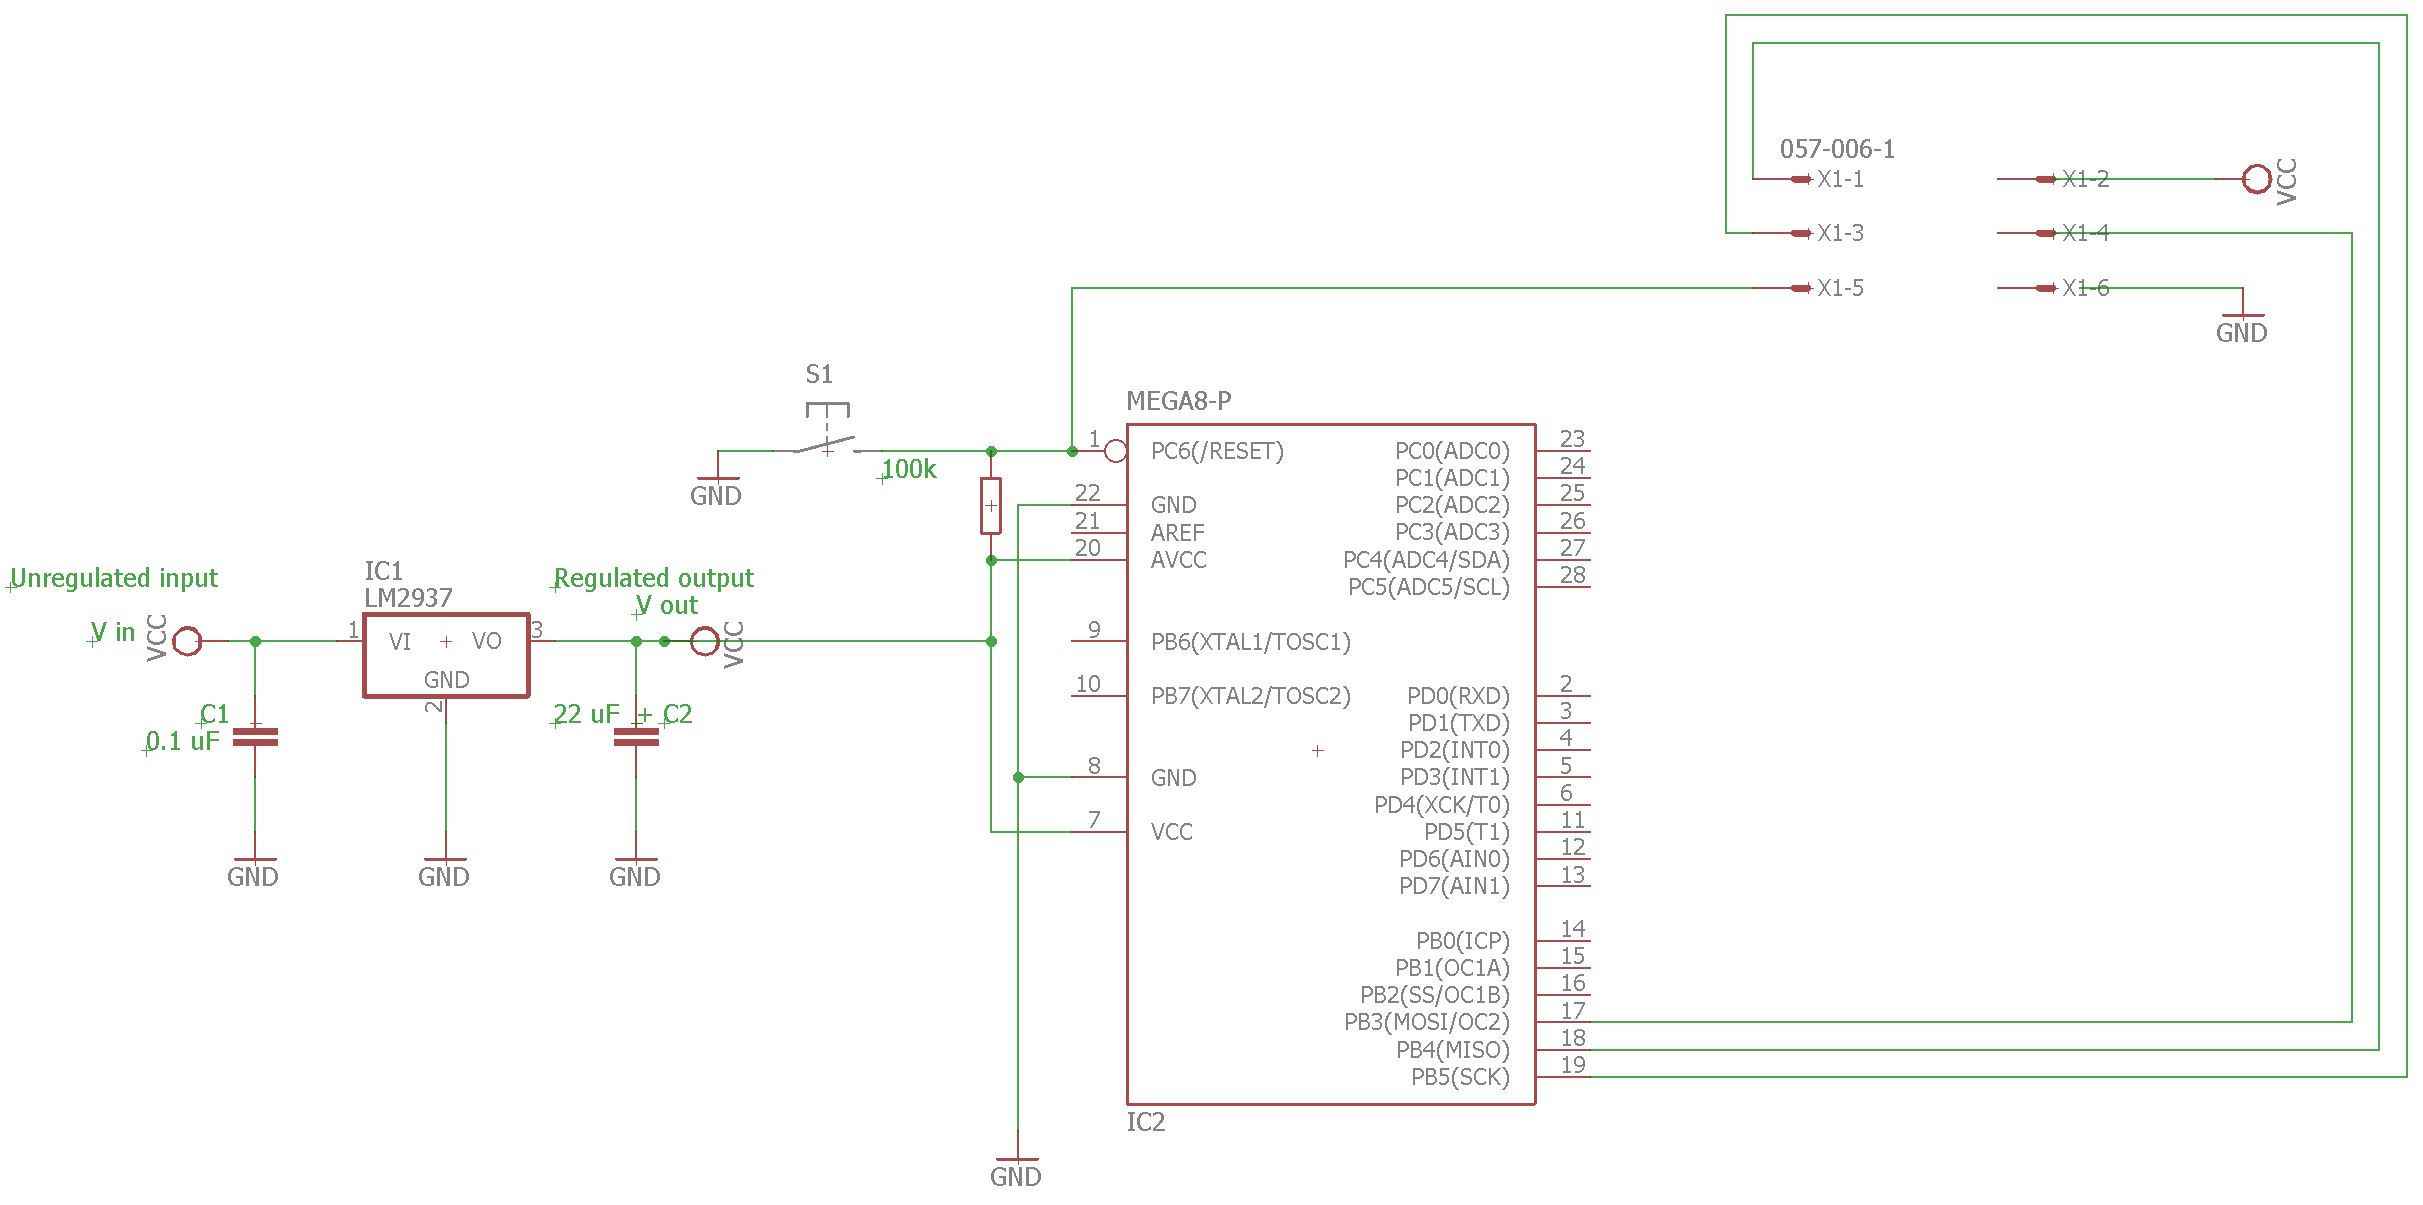 057-006-1
X1-1
X1-2
VCC
X1-3
X1-4
X1-5
X1-6
GND
S1
100k
GND
MEGA8-P
1
PC6(/RESET)
22
GND
21
AREF
20
AVCC
9
PB6(XTAL1/TOSC1)
10
PB7(XTAL2/TOSC2)
8
GND
7
VCC
PC0(ADC0)
23
PC1(ADC1)
24
PC2(ADC2)
25
PC3(ADC3)
26
PC4(ADC4/SDA)
27
PC5(ADC5/SCL)
28
PD0(RXD)
2
PD1(TXD)
3
PD2(INT0)
4
PD3(INT1)
5
PD4(XCK/T0)
6
PD5(T1)
11
PD6(AIN0)
12
PD7(AIN1)
13
PB0(ICP)
14
PB1(OC1A)
15
PB2(SS/OC1B)
16
PB3(MOSI/OC2)
17
PB4(MISO)
18
PB5(SCK)
19
IC2
GND
Unregulated input
V in
VCC
IC1
LM2937
1
VI
VO
3
GND
2
Regulated output
V out
VCC
C1
0.1 uF
22 uF
+ C2
GND
GND
GND